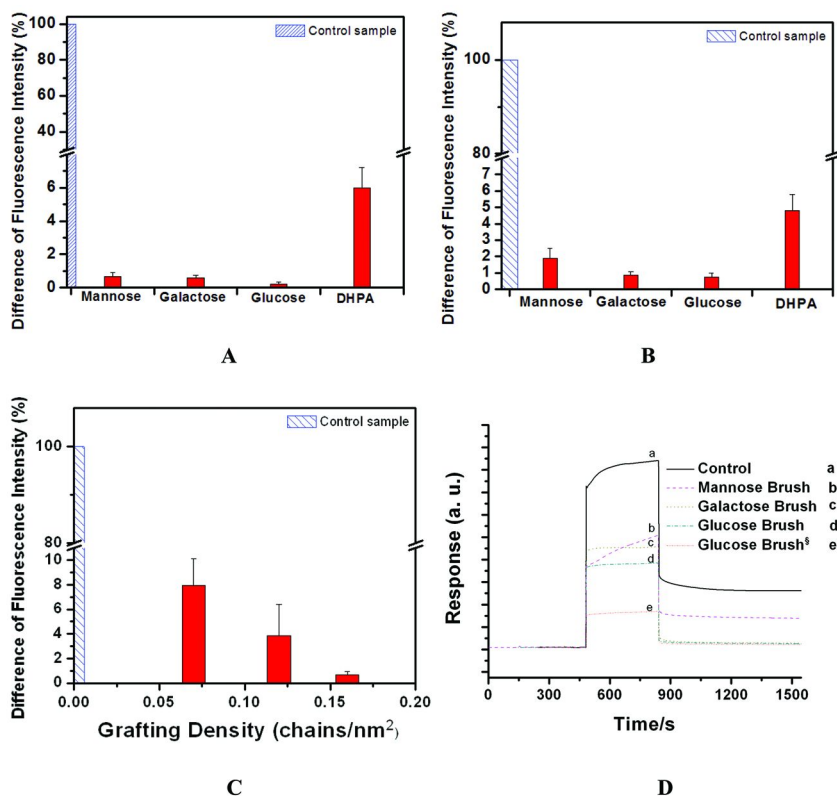 Difference of Fluorescence Intensity (%)
100
80
60
40
6
4
2
0
Control sample
Mannose
Galactose
Glucose
DHPA
A
Difference of Fluorescence Intensity (%)
100
80
7
6
5
4
3
2
1
0
Control sample
Mannose
Galactose
Glucose
DHPA
B
Difference of Fluorescence Intensity (%)
100
80
10
8
6
4
2
0
Control sample
0.00
0.05
0.10
0.15
0.20
Grafting Density (chains/nm²)
C
Response (a. u.)
a
b
c
d
e
Control a
Mannose Brush b
Galactose Brush c
Glucose Brush d
Glucose Brush§ e
0
300
600
900
1200
1500
Time/s
D